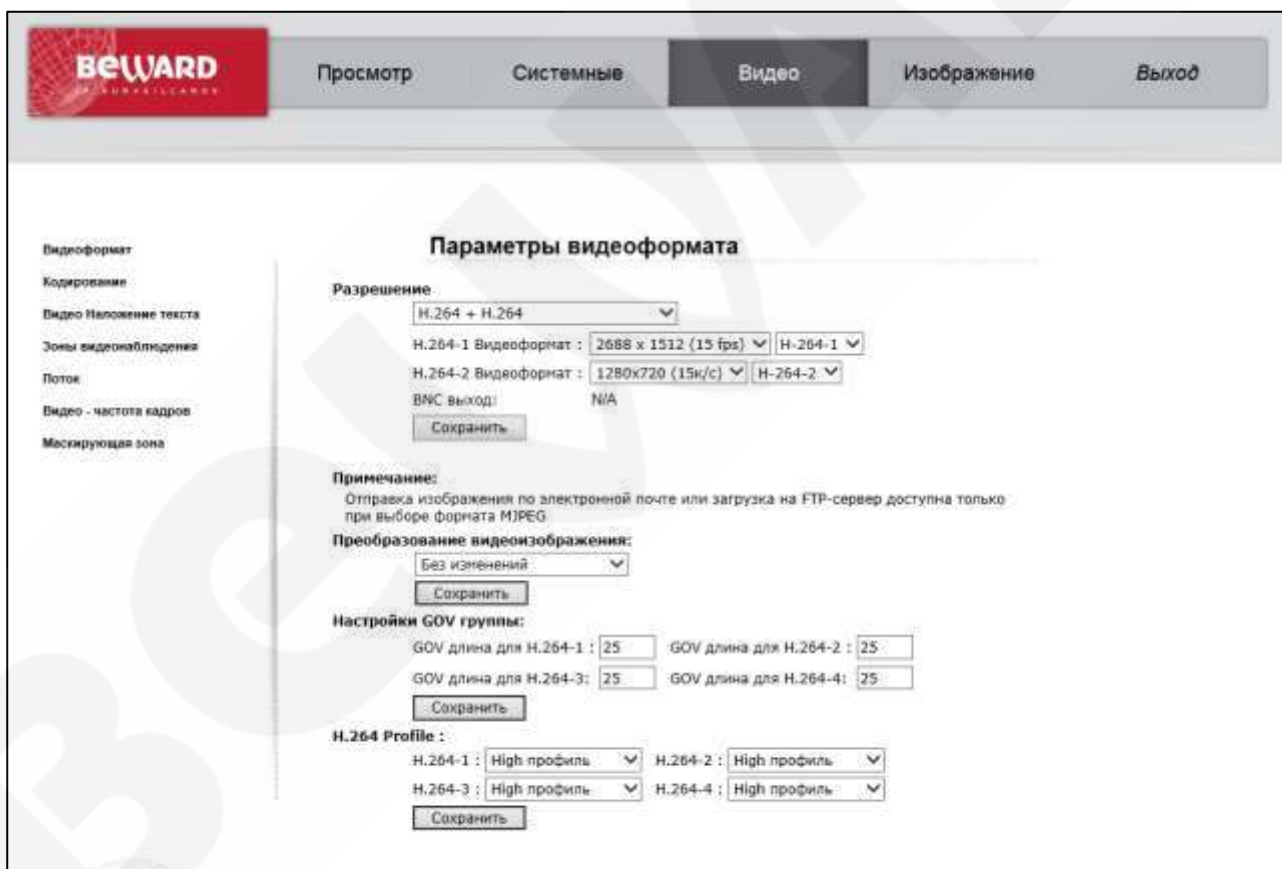 BEWARD
IP SURVEILLANCE
Просмотр Системные Видео Изображение Выход
Видеоформат
Кодирование
Видео Наложение текста
Зоны видеонаблюдения
Поток
Видео - частота кадров
Маскирующая зона
Параметры видеоформата
Разрешение
H.264 + H.264
H.264-1 Видеоформат : 2688 x 1512 (15 fps) H-264-1
H.264-2 Видеоформат : 1280x720 (15к/с) H-264-2
BNC выход: N/A
Сохранить
Примечание:
Отправка изображения по электронной почте или загрузка на FTP-сервер доступна только
при выборе формата MJPEG
Преобразование видеоизображения:
Без изменений
Сохранить
Настройки GOV группы:
GOV длина для H.264-1 : 25 GOV длина для H.264-2 : 25
GOV длина для H.264-3: 25 GOV длина для H.264-4: 25
Сохранить
H.264 Profile :
H.264-1 : High профиль H.264-2 : High профиль
H.264-3 : High профиль H.264-4 : High профиль
Сохранить